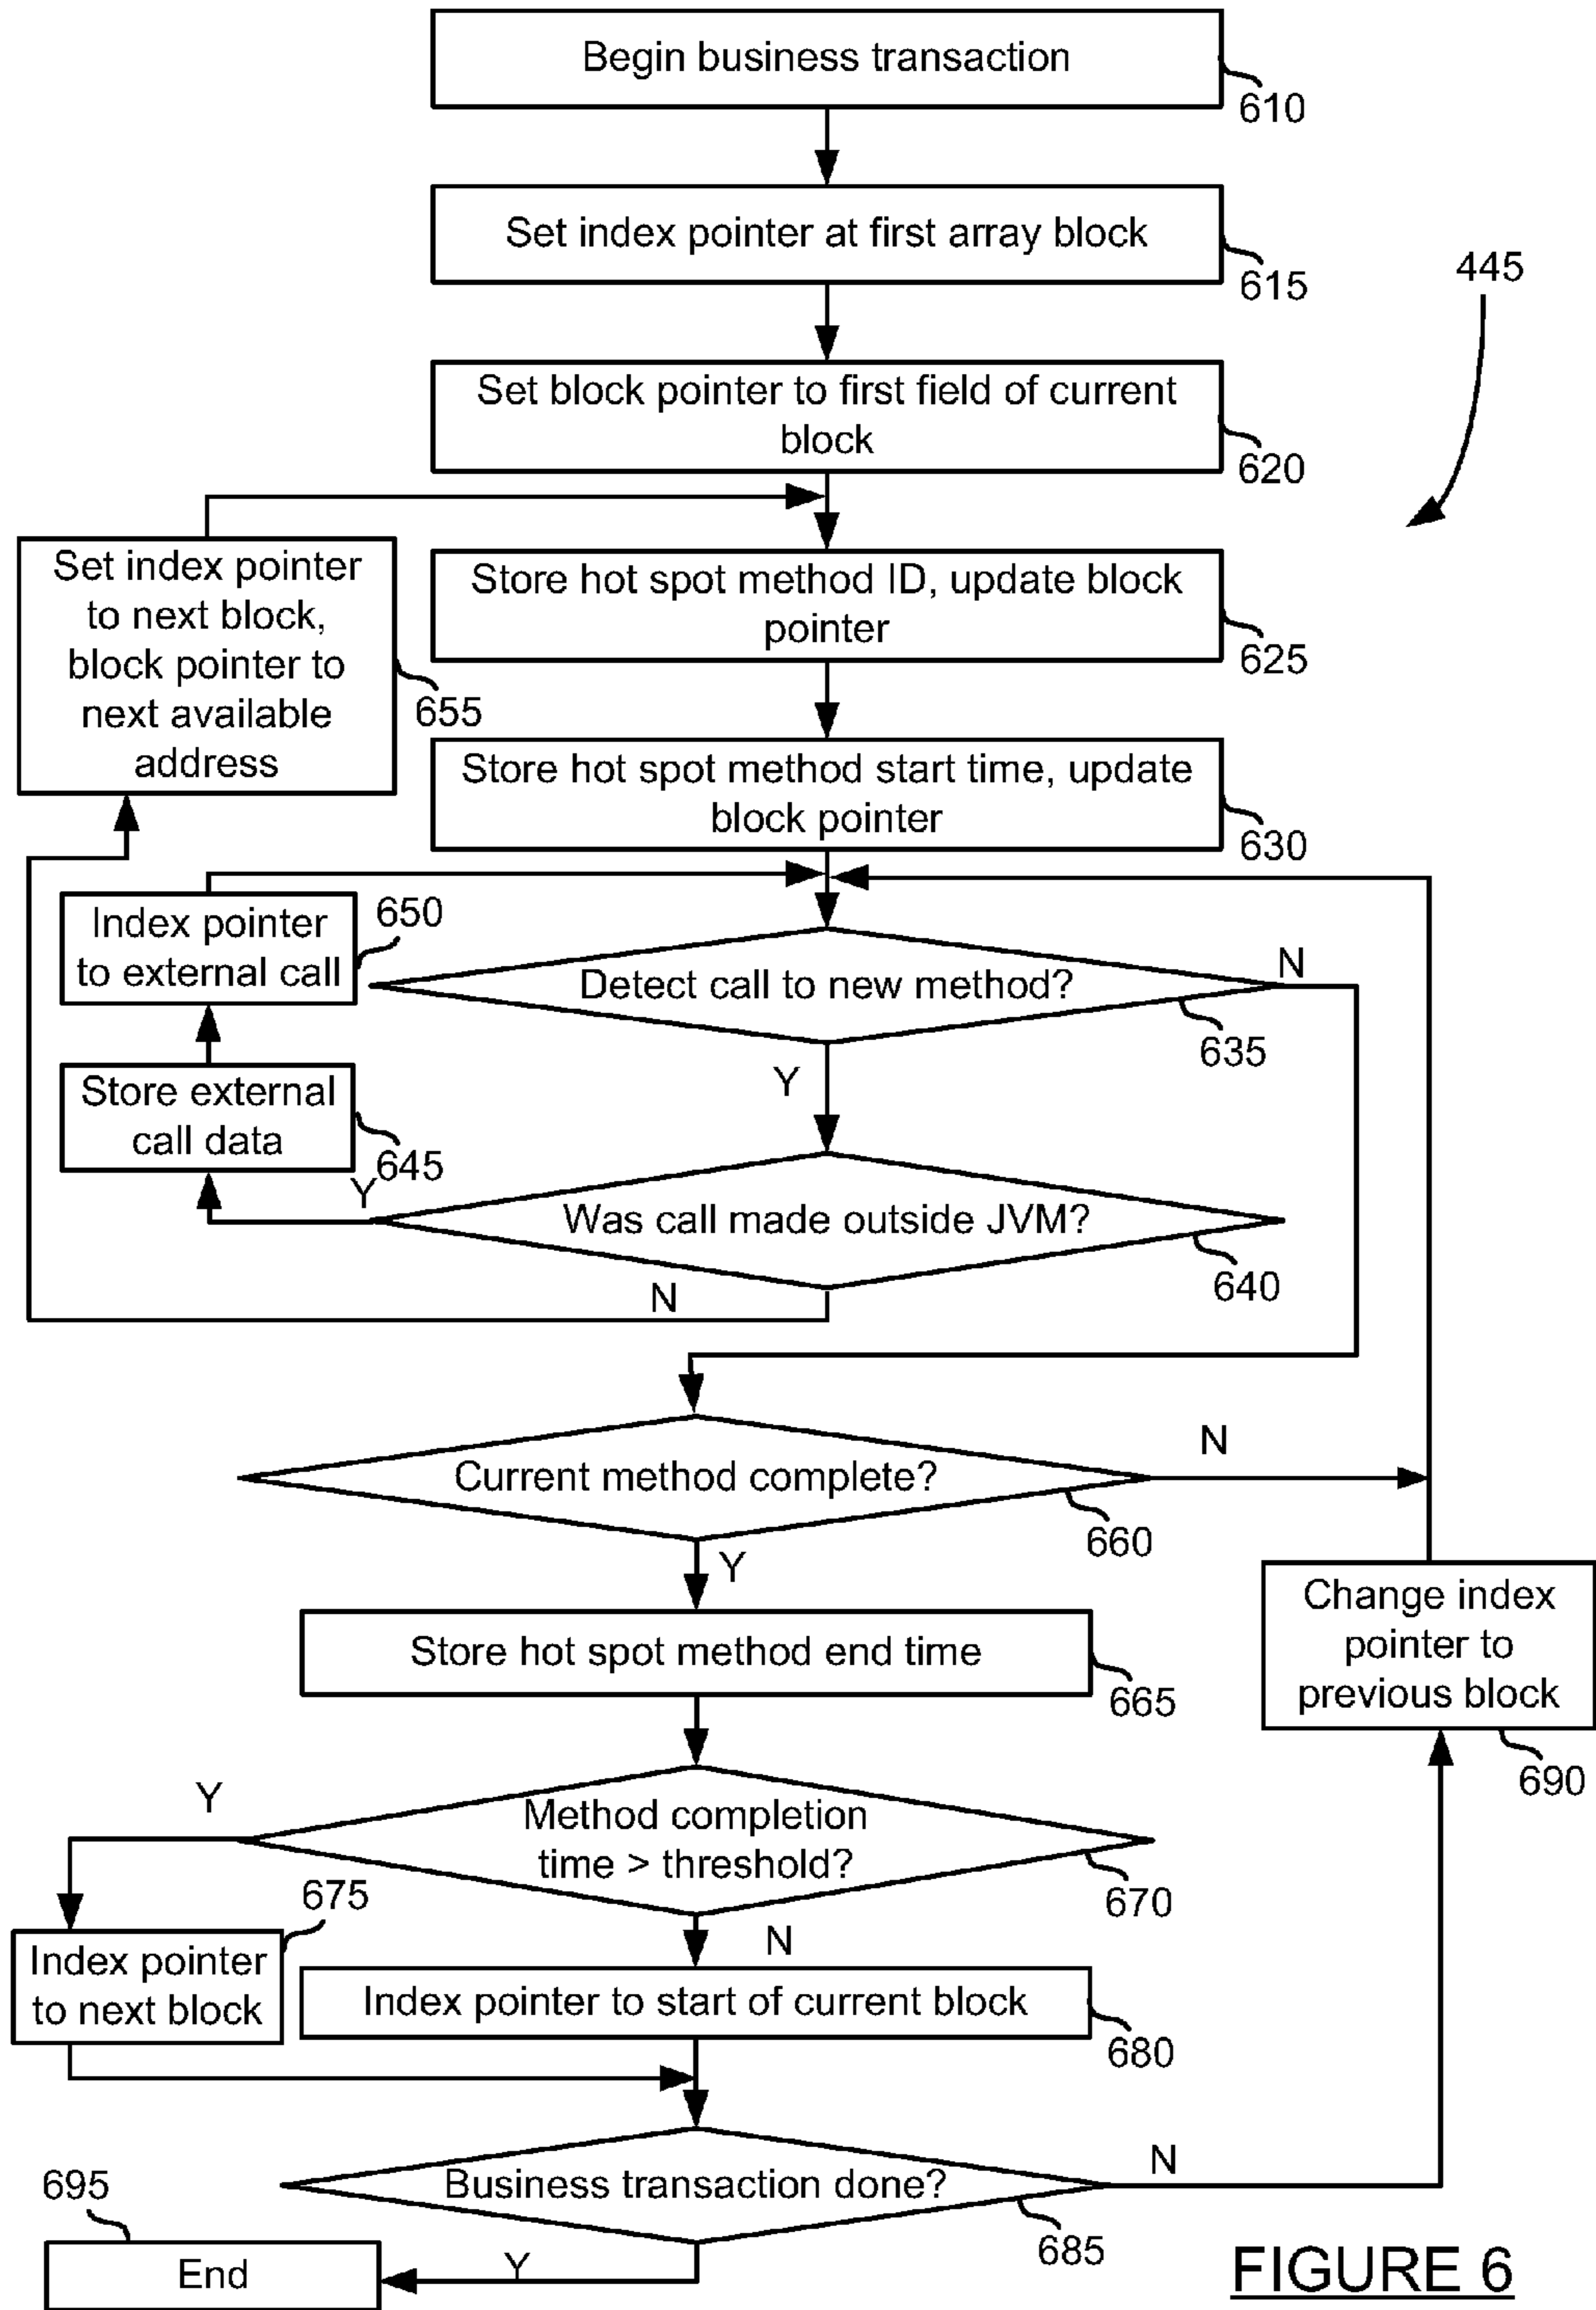 Begin business transaction
610
Set index pointer at first array block
615
445
Set block pointer to first field of current
block
620
Set index pointer
to next block,
block pointer to
next available
address
655
Store hot spot method ID, update block
pointer
625
Store hot spot method start time, update
block pointer
630
Index pointer
to external call
650
Detect call to new method?
N
635
Y
Store external
call data
645
Y
Was call made outside JVM?
640
N
Current method complete?
N
660
Y
Store hot spot method end time
665
Change index
pointer to
previous block
690
Y
Method completion
time > threshold?
670
675
N
Index pointer
to next block
Index pointer to start of current block
680
Business transaction done?
N
685
695
Y
End
FIGURE 6